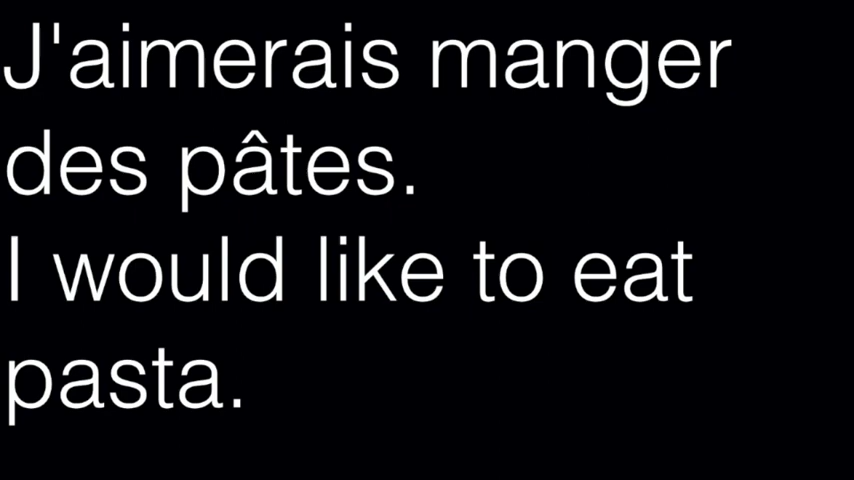 J'aimerais manger
des pâtes.
I would like to eat
pasta.